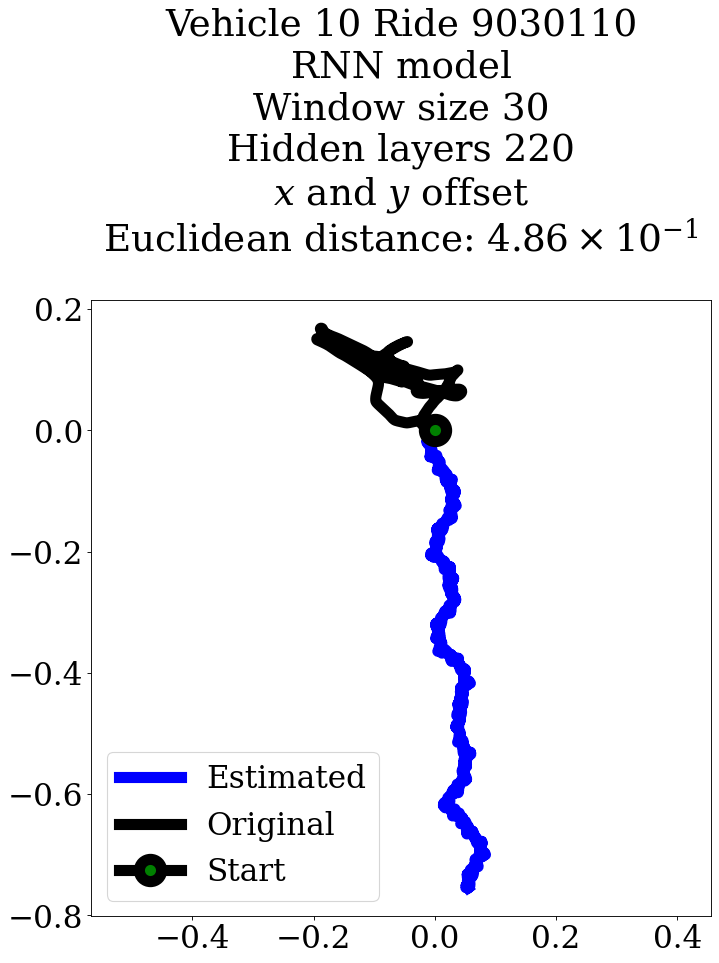 Vehicle 10 Ride 9030110
RNN model
Window size 30
Hidden layers 220
x and y offset
Euclidean distance: 4.86 × 10⁻¹
0.2
0.0
−0.2
−0.4
−0.6
−0.8
Estimated
Original
Start
−0.4 −0.2 0.0 0.2 0.4